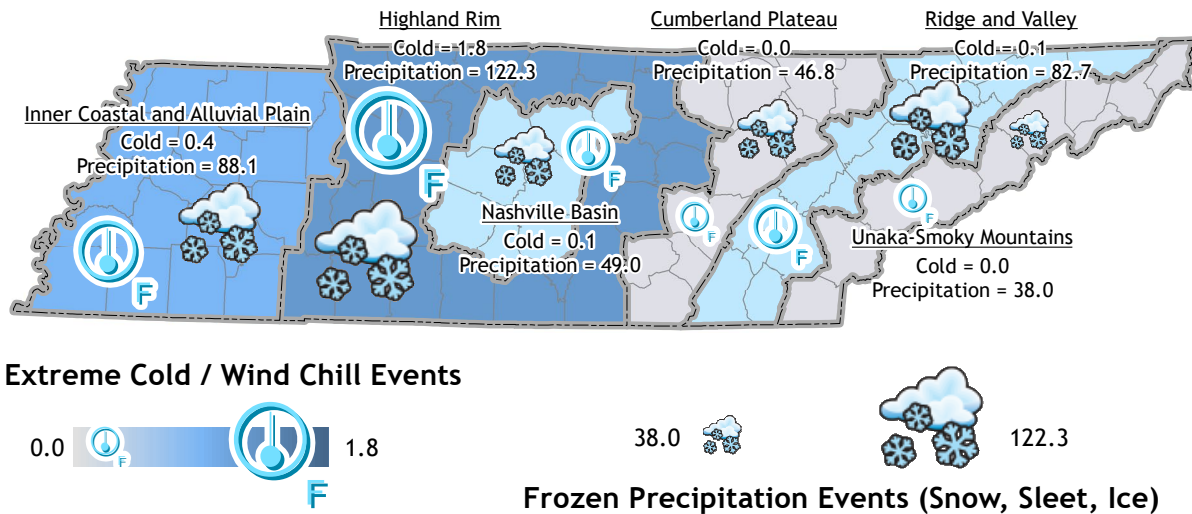 Highland Rim
Cold = 1.8
Precipitation = 122.3
Cumberland Plateau
Cold = 0.0
Precipitation = 46.8
Ridge and Valley
Cold = 0.1
Precipitation = 82.7
Inner Coastal and Alluvial Plain
Cold = 0.4
Precipitation = 88.1
Nashville Basin
Cold = 0.1
Precipitation = 49.0
Unaka-Smoky Mountains
Cold = 0.0
Precipitation = 38.0
F
F
F
F
F
F
Extreme Cold / Wind Chill Events
0.0
F
F
1.8
38.0
122.3
Frozen Precipitation Events (Snow, Sleet, Ice)